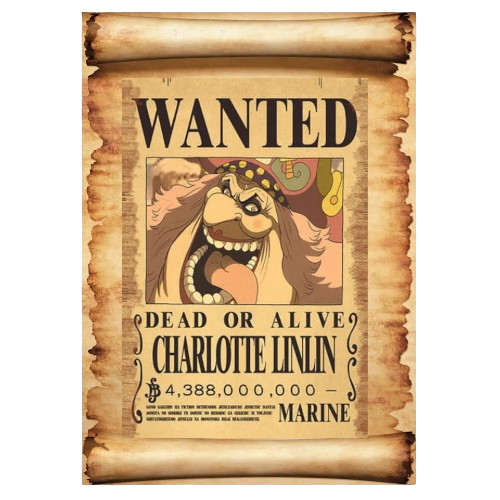 WANTED
DEAD OR ALIVE
CHARLOTTE LINLIN
฿4,388,000,000 –
MARINE